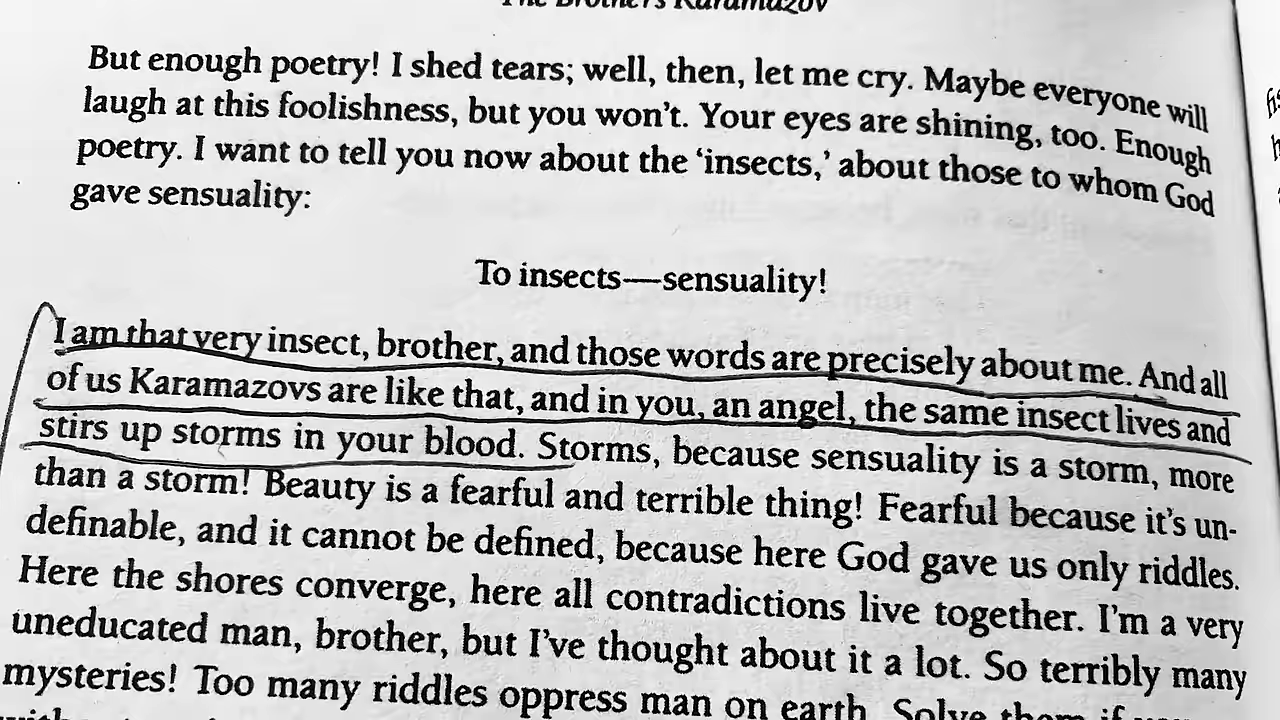 The Brothers Karamazov
But enough poetry! I shed tears; well, then, let me cry. Maybe everyone will
laugh at this foolishness, but you won't. Your eyes are shining, too. Enough
poetry. I want to tell you now about the ‘insects,’ about those to whom God
gave sensuality:
To insects—sensuality!
I am that very insect, brother, and those words are precisely about me. And all
of us Karamazovs are like that, and in you, an angel, the same insect lives and
stirs up storms in your blood. Storms, because sensuality is a storm, more
than a storm! Beauty is a fearful and terrible thing! Fearful because it's un-
definable, and it cannot be defined, because here God gave us only riddles.
Here the shores converge, here all contradictions live together. I'm a very
uneducated man, brother, but I've thought about it a lot. So terribly many
mysteries! Too many riddles oppress man on earth. Solve them if you